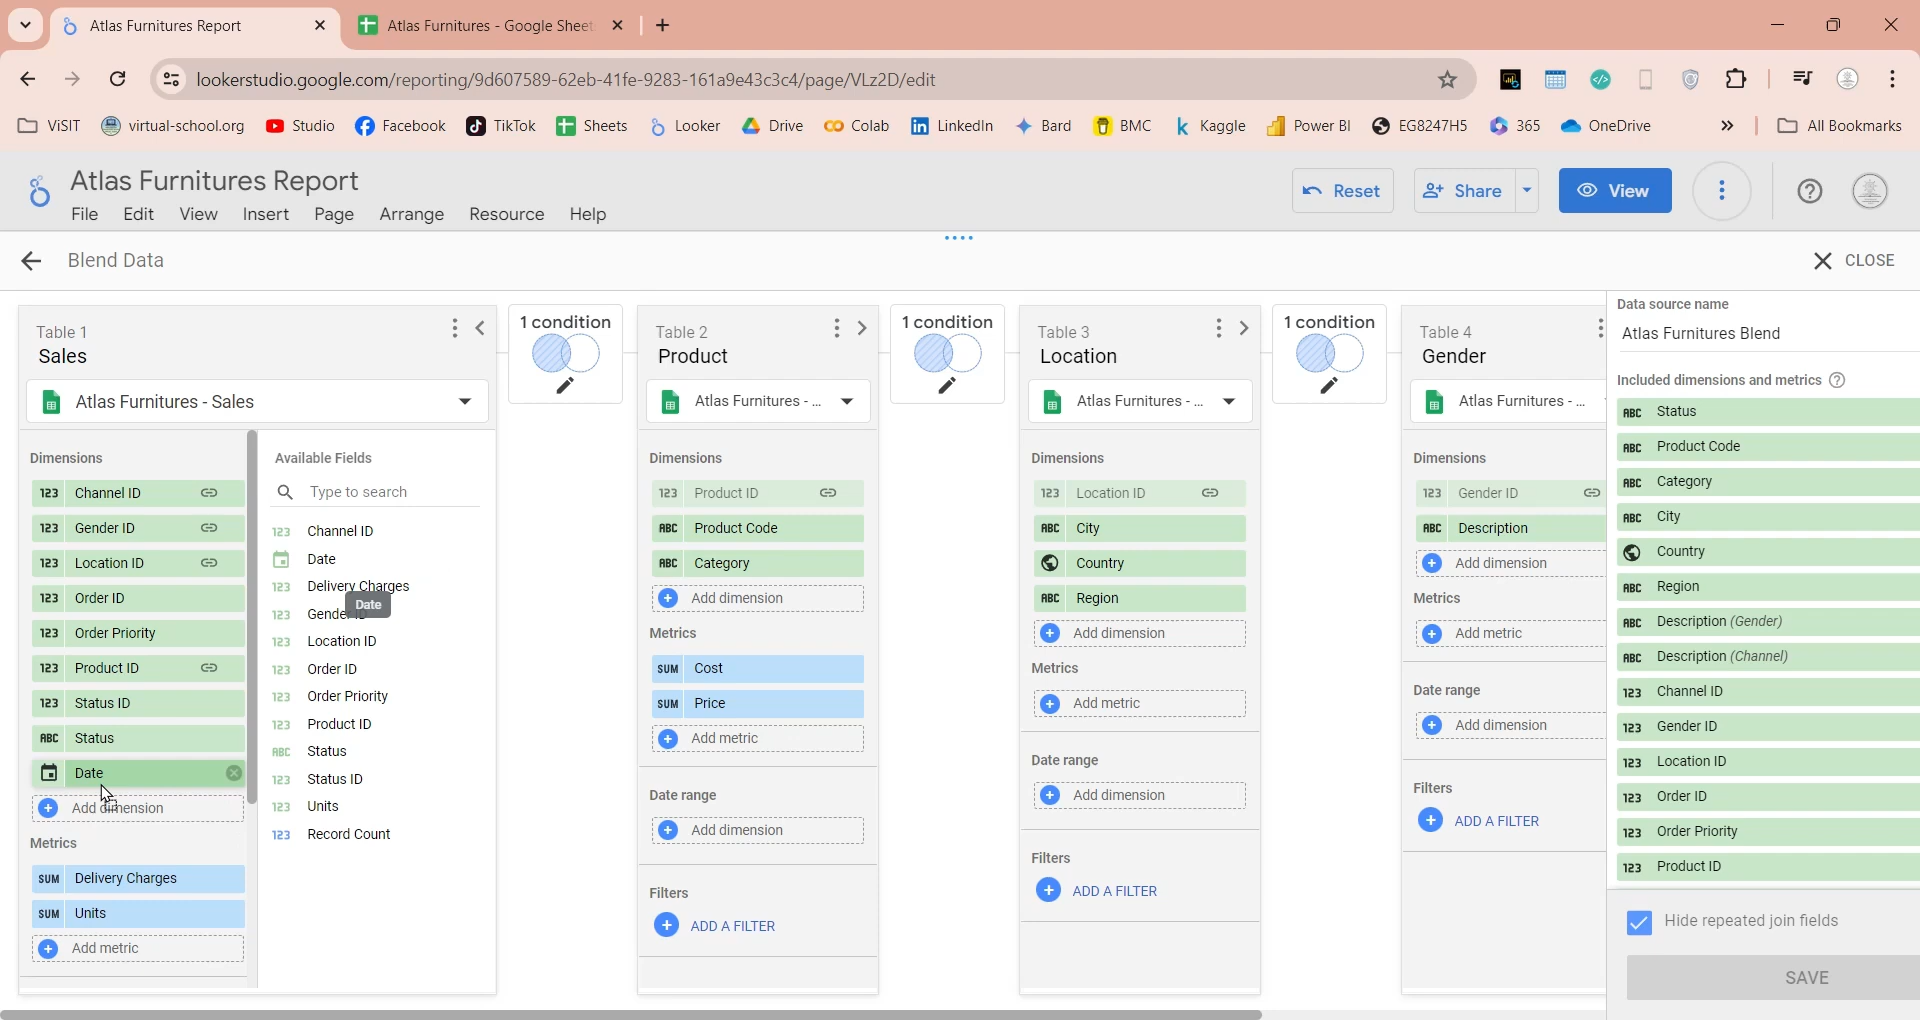 Atlas Furnitures Report
Atlas Furnitures - Google Sheet
lookerstudio.google.com/reporting/9d607589-62eb-41fe-9283-161a9e43c3c4/page/VLz2D/edit
ViSIT
virtual-school.org
Studio
Facebook
TikTok
Sheets
Looker
Drive
Colab
LinkedIn
Bard
BMC
Kaggle
Power BI
EG8247H5
365
OneDrive
All Bookmarks
Atlas Furnitures Report
File Edit View Insert Page Arrange Resource Help
Reset
Share
View
Blend Data
CLOSE
Table 1
Sales
Atlas Furnitures - Sales
Dimensions
123 Channel ID
123 Gender ID
123 Location ID
123 Order ID
123 Order Priority
123 Product ID
123 Status ID
ABC Status
Date
Add dimension
Metrics
SUM Delivery Charges
SUM Units
Add metric
Available Fields
Type to search
123 Channel ID
Date
123 Delivery Charges
123 Gender
Date
123 Location ID
123 Order ID
123 Order Priority
123 Product ID
ABC Status
123 Status ID
123 Units
123 Record Count
1 condition
Table 2
Product
Atlas Furnitures - ...
Dimensions
123 Product ID
ABC Product Code
ABC Category
Add dimension
Metrics
SUM Cost
SUM Price
Add metric
Date range
Add dimension
Filters
ADD A FILTER
1 condition
Table 3
Location
Atlas Furnitures - ...
Dimensions
123 Location ID
ABC City
Country
ABC Region
Add dimension
Metrics
Add metric
Date range
Add dimension
Filters
ADD A FILTER
1 condition
Table 4
Gender
Atlas Furnitures - ...
Dimensions
123 Gender ID
ABC Description
Add dimension
Metrics
Add metric
Date range
Add dimension
Filters
ADD A FILTER
Data source name
Atlas Furnitures Blend
Included dimensions and metrics
ABC Status
ABC Product Code
ABC Category
ABC City
Country
ABC Region
ABC Description (Gender)
ABC Description (Channel)
123 Channel ID
123 Gender ID
123 Location ID
123 Order ID
123 Order Priority
123 Product ID
Hide repeated join fields
SAVE